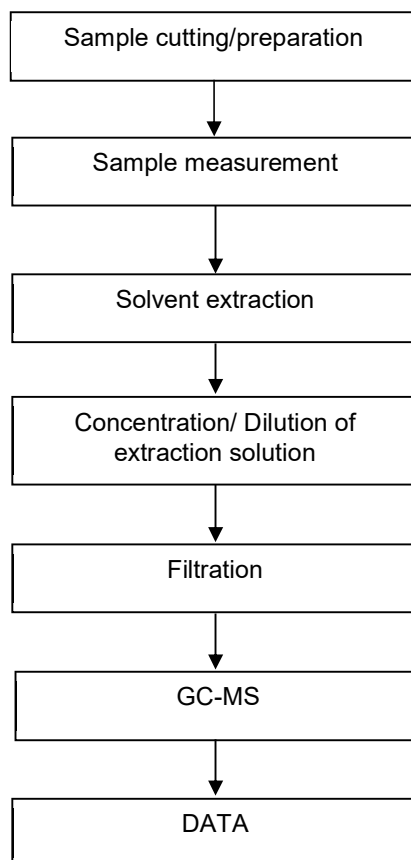 Sample cutting/preparation
Sample measurement
Solvent extraction
Concentration/ Dilution of
extraction solution
Filtration
GC-MS
DATA